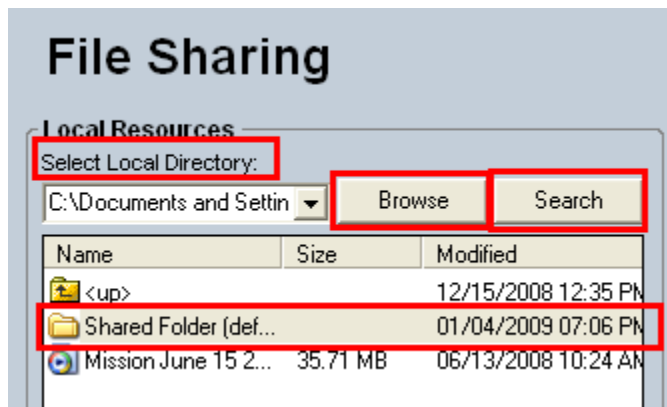 File Sharing
Local Resources
Select Local Directory:
C:\Documents and Settin Browse Search
Name Size Modified
<up> 12/15/2008 12:35 PM
Shared Folder (def... 01/04/2009 07:06 PM
Mission June 15 2... 35.71 MB 06/13/2008 10:24 AM